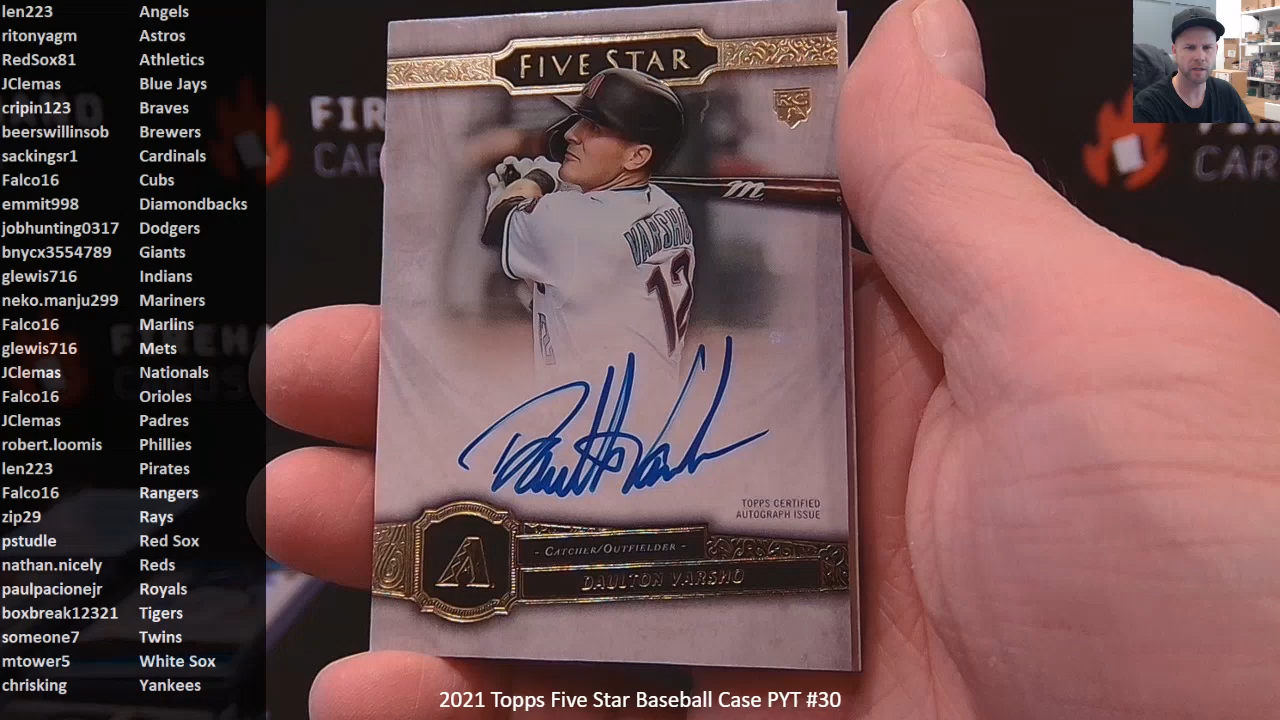 len223 Angels
ritonyagm Astros
RedSox81 Athletics
JClemas Blue Jays
cripin123 Braves
beerswillinsob Brewers
sackingsr1 Cardinals
Falco16 Cubs
emmit998 Diamondbacks
jobhunting0317 Dodgers
bnycx3554789 Giants
glewis716 Indians
neko.manju299 Mariners
Falco16 Marlins
glewis716 Mets
JClemas Nationals
Falco16 Orioles
JClemas Padres
robert.loomis Phillies
len223 Pirates
Falco16 Rangers
zip29 Rays
pstudle Red Sox
nathan.nicely Reds
paulpacionejr Royals
boxbreak12321 Tigers
someone7 Twins
mtower5 White Sox
chrisking Yankees
FIVE STAR
RC
VARSHO
12
Daulton Varsho
TOPPS CERTIFIED
AUTOGRAPH ISSUE
A
- CATCHER/OUTFIELDER -
DAULTON VARSHO
2021 Topps Five Star Baseball Case PYT #30